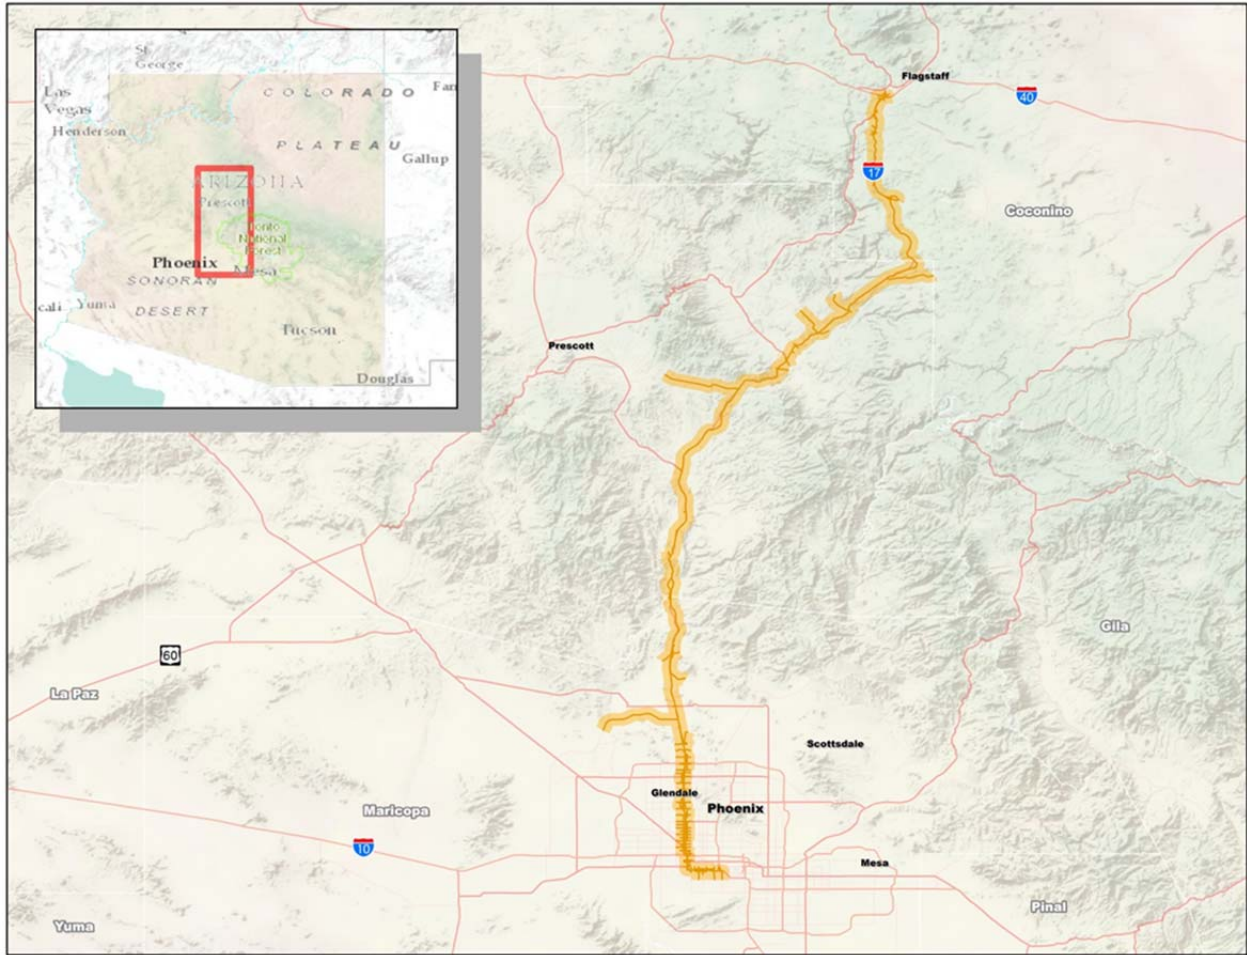 St.
George
Las
Vegas
COLORADO
Fan
Henderson
PLATEAU
Gallup
ARIZONA
Prescott
Tonto
National
Forest
Phoenix
Mesa
SONORAN
DESERT
cali
Yuma
Tucson
Douglas
Flagstaff
40
17
Coconino
Prescott
60
Gila
La Paz
Scottsdale
Glendale
Phoenix
Maricopa
10
Mesa
Pinal
Yuma